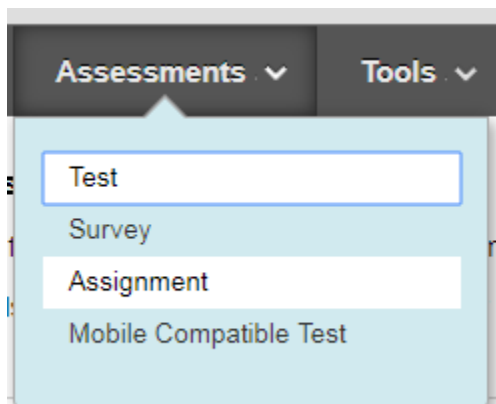 Assessments
Tools
Test
Survey
Assignment
Mobile Compatible Test